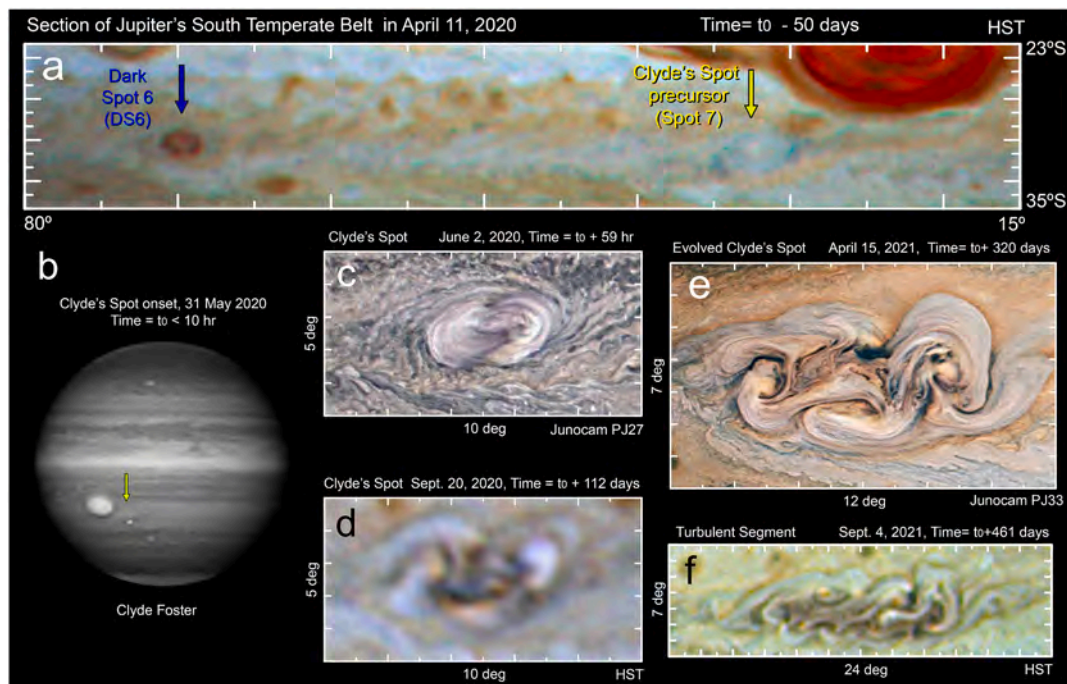 Section of Jupiter's South Temperate Belt in April 11, 2020 Time= t0 - 50 days HST
a
Dark
Spot 6
(DS6)
Clyde's Spot
precursor
(Spot 7)
23ºS
35ºS
80º
15º
b
Clyde's Spot onset, 31 May 2020
Time = t0 < 10 hr
Clyde Foster
Clyde's Spot June 2, 2020, Time = t0 + 59 hr
c
5 deg
10 deg
Junocam PJ27
Clyde's Spot Sept. 20, 2020, Time = t0 + 112 days
d
5 deg
10 deg
HST
Evolved Clyde's Spot April 15, 2021, Time= t0+ 320 days
e
7 deg
12 deg
Junocam PJ33
Turbulent Segment Sept. 4, 2021, Time= t0+461 days
f
7 deg
24 deg
HST